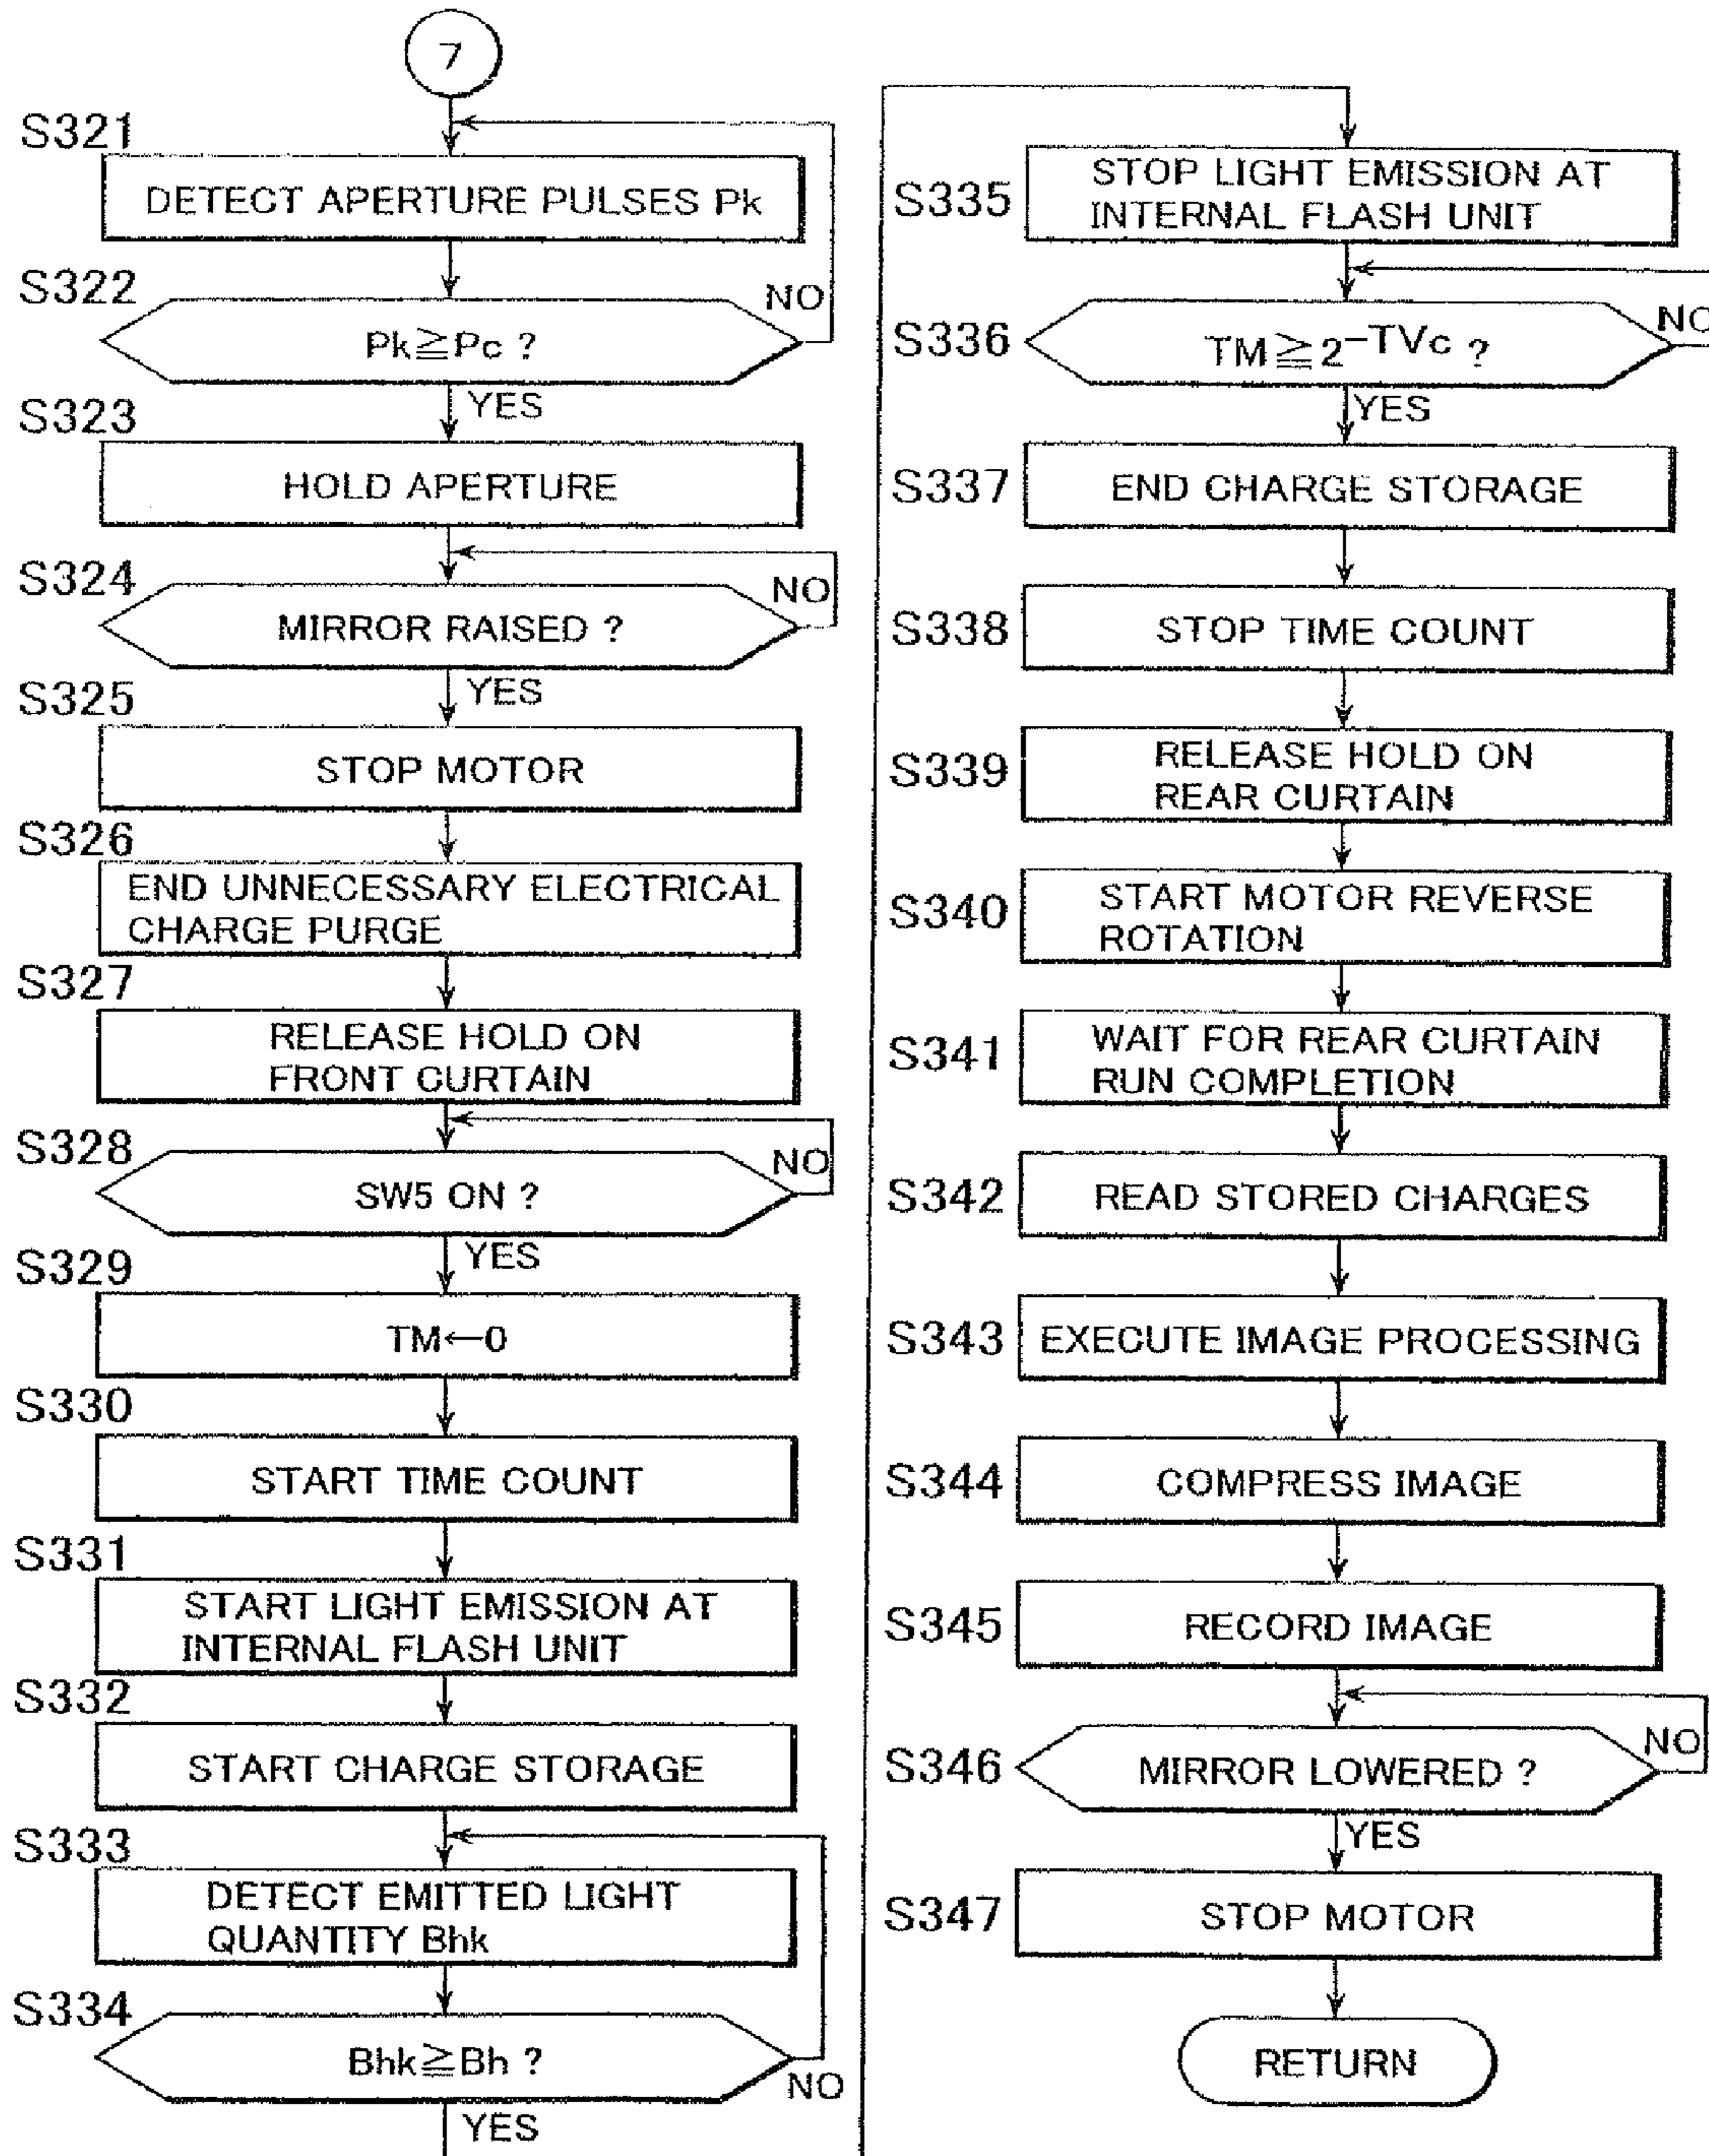 7
S321
DETECT APERTURE PULSES Pk
S322
Pk≧Pc ?
NO
YES
S323
HOLD APERTURE
S324
MIRROR RAISED ?
NO
YES
S325
STOP MOTOR
S326
END UNNECESSARY ELECTRICAL
CHARGE PURGE
S327
RELEASE HOLD ON
FRONT CURTAIN
S328
SW5 ON ?
NO
YES
S329
TM←0
S330
START TIME COUNT
S331
START LIGHT EMISSION AT
INTERNAL FLASH UNIT
S332
START CHARGE STORAGE
S333
DETECT EMITTED LIGHT
QUANTITY Bhk
S334
Bhk≧Bh ?
NO
YES
S335
STOP LIGHT EMISSION AT
INTERNAL FLASH UNIT
S336
TM≧2^-TVc ?
NO
YES
S337
END CHARGE STORAGE
S338
STOP TIME COUNT
S339
RELEASE HOLD ON
REAR CURTAIN
S340
START MOTOR REVERSE
ROTATION
S341
WAIT FOR REAR CURTAIN
RUN COMPLETION
S342
READ STORED CHARGES
S343
EXECUTE IMAGE PROCESSING
S344
COMPRESS IMAGE
S345
RECORD IMAGE
S346
MIRROR LOWERED ?
NO
YES
S347
STOP MOTOR
RETURN